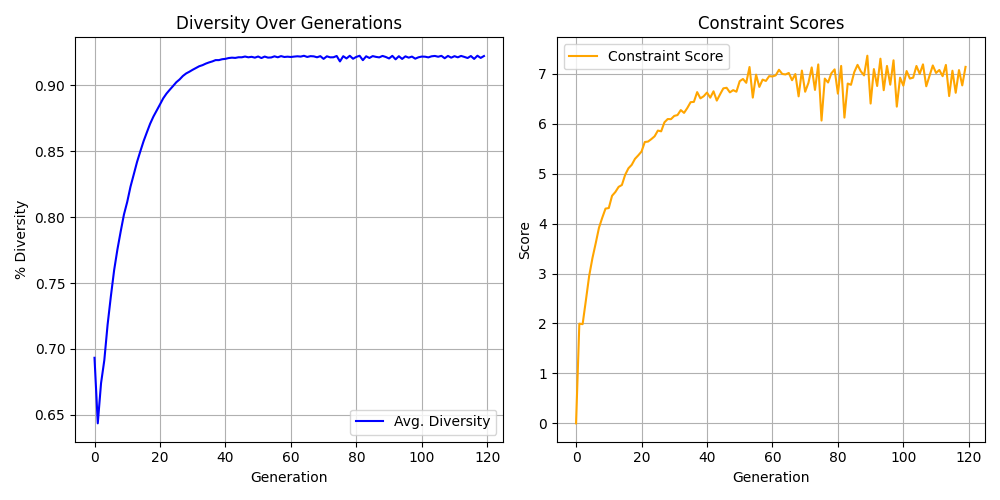 Diversity Over Generations
% Diversity
0.90
0.85
0.80
0.75
0.70
0.65
Avg. Diversity
0 20 40 60 80 100 120
Generation
Constraint Scores
Score
7
6
5
4
3
2
1
0
Constraint Score
0 20 40 60 80 100 120
Generation